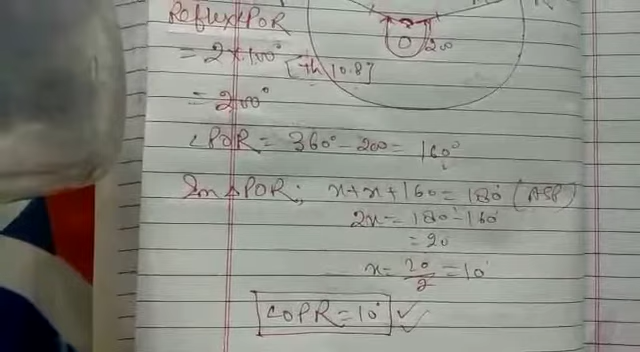 Reflex∠POR
= 2×100°
[Th 10.8]
= 200°
O
200
∠POR = 360° - 200 = 160°
In △POR; x+x+160 = 180° (ASP)
2x = 180° - 160
= 20
x = 20/2 = 10°
∠OPR = 10° ✓